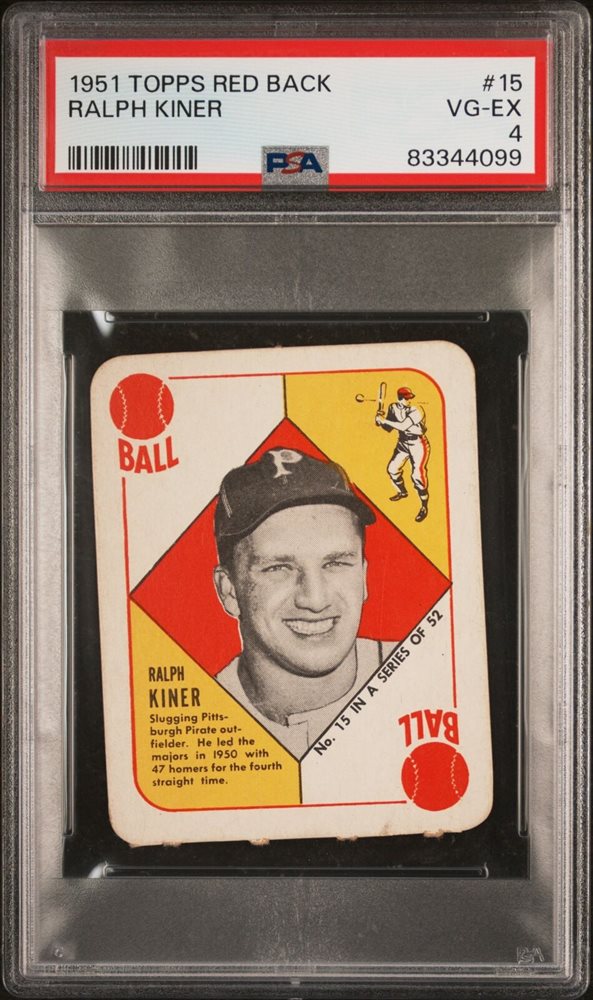 1951 TOPPS RED BACK #15
RALPH KINER VG-EX
4
PSA 83344099
BALL
P
RALPH
KINER
Slugging Pitts-
burgh Pirate out-
fielder. He led the
majors in 1950 with
47 homers for the fourth
straight time.
No. 15 IN A SERIES OF 52
BALL
PSA